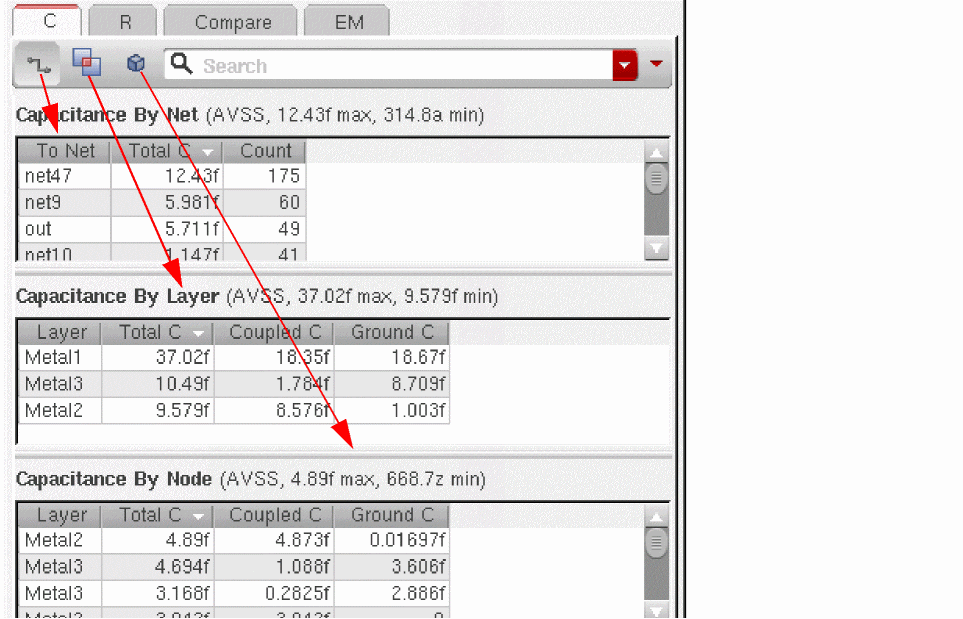 C R Compare EM
Search
Capacitance By Net (AVSS, 12.43f max, 314.8a min)
To Net Total C Count
net47 12.43f 175
net9 5.981f 60
out 5.711f 49
net10 1.147f 41
Capacitance By Layer (AVSS, 37.02f max, 9.579f min)
Layer Total C Coupled C Ground C
Metal1 37.02f 18.35f 18.67f
Metal3 10.49f 1.784f 8.709f
Metal2 9.579f 8.576f 1.003f
Capacitance By Node (AVSS, 4.89f max, 668.7z min)
Layer Total C Coupled C Ground C
Metal2 4.89f 4.873f 0.01697f
Metal3 4.694f 1.088f 3.606f
Metal3 3.168f 0.2825f 2.886f